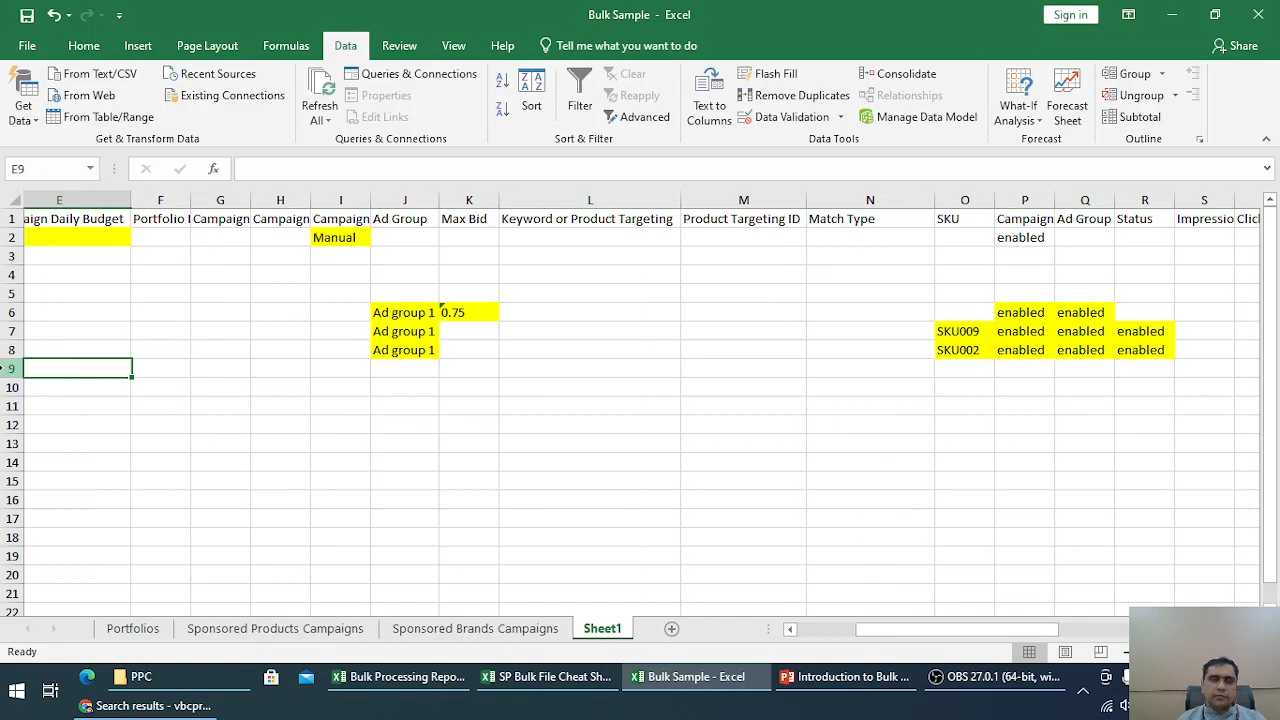 Bulk Sample - Excel
Sign in
File Home Insert Page Layout Formulas Data Review View Help Tell me what you want to do Share
Get Data
From Text/CSV
From Web
From Table/Range
Recent Sources
Existing Connections
Get & Transform Data
Refresh All
Queries & Connections
Properties
Edit Links
Queries & Connections
Sort
Filter
Clear
Reapply
Advanced
Sort & Filter
Text to Columns
Flash Fill
Remove Duplicates
Data Validation
Consolidate
Relationships
Manage Data Model
Data Tools
What-If Analysis
Forecast Sheet
Forecast
Group
Ungroup
Subtotal
Outline
E9 fx
E F G H I J K L M N O P Q R S
1 aign Daily Budget Portfolio I Campaign Campaign Campaign Ad Group Max Bid Keyword or Product Targeting Product Targeting ID Match Type SKU Campaign Ad Group Status Impressio Clic
2 Manual enabled
3
4
5
6 Ad group 1 0.75 enabled enabled
7 Ad group 1 SKU009 enabled enabled enabled
8 Ad group 1 SKU002 enabled enabled enabled
9
10
11
12
13
14
15
16
17
18
19
20
21
22
Portfolios Sponsored Products Campaigns Sponsored Brands Campaigns Sheet1
Ready
PPC Bulk Processing Repo... SP Bulk File Cheat Sh... Bulk Sample - Excel Introduction to Bulk ... OBS 27.0.1 (64-bit, wi...
Search results - vbcpr...